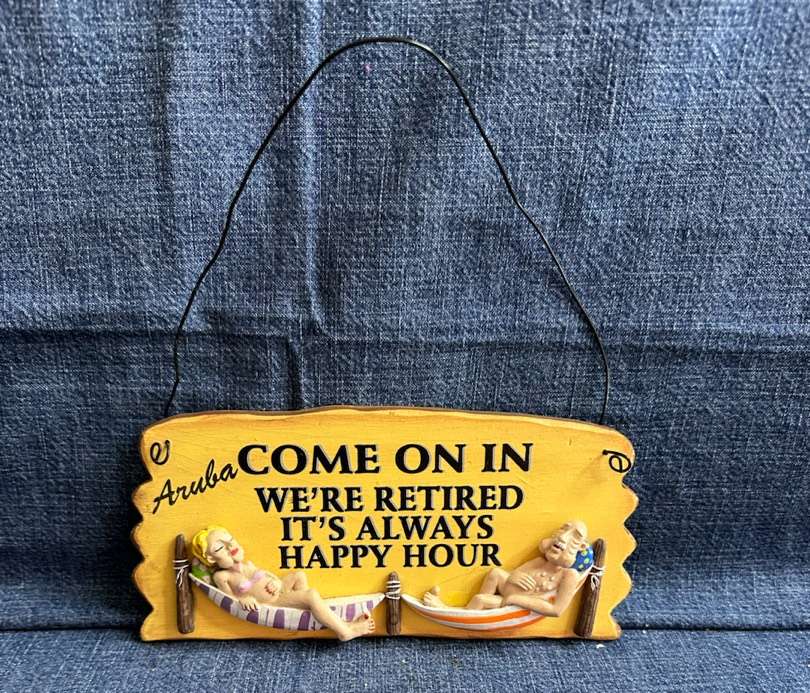 Aruba
COME ON IN
WE'RE RETIRED
IT'S ALWAYS
HAPPY HOUR